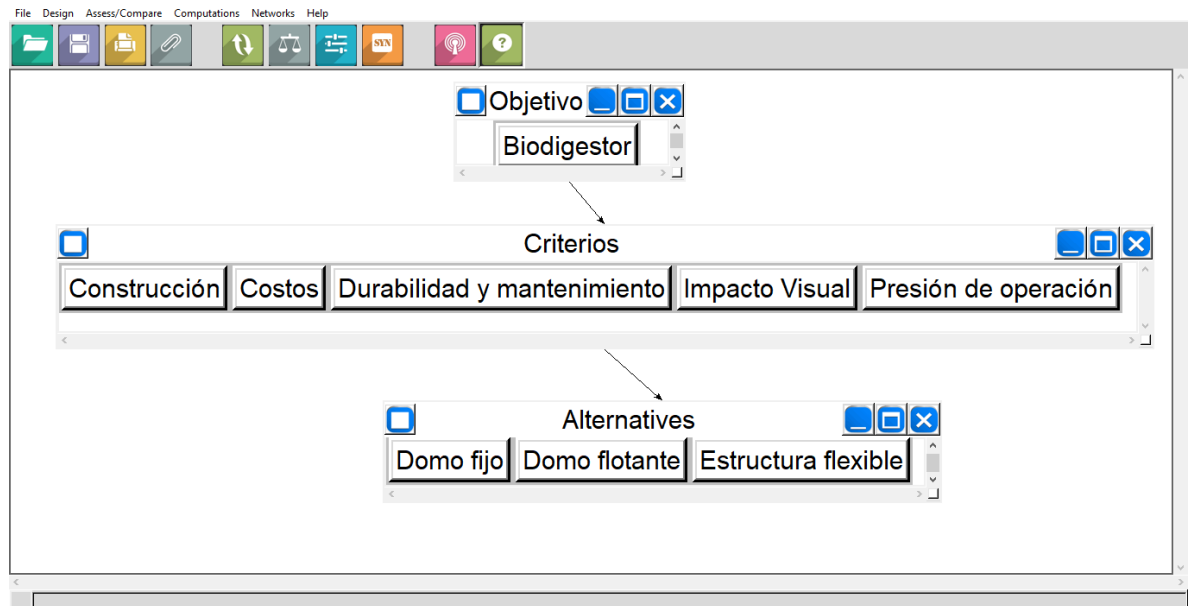 File Design Assess/Compare Computations Networks Help
SYN ?
Objetivo
Biodigestor
Criterios
Construcción Costos Durabilidad y mantenimiento Impacto Visual Presión de operación
Alternatives
Domo fijo Domo flotante Estructura flexible